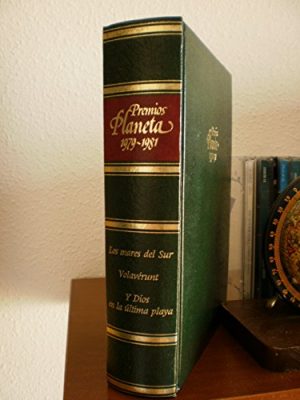 Premios
Planeta
1979-1981
Los mares del Sur
Volavérunt
Y Dios
en la última playa